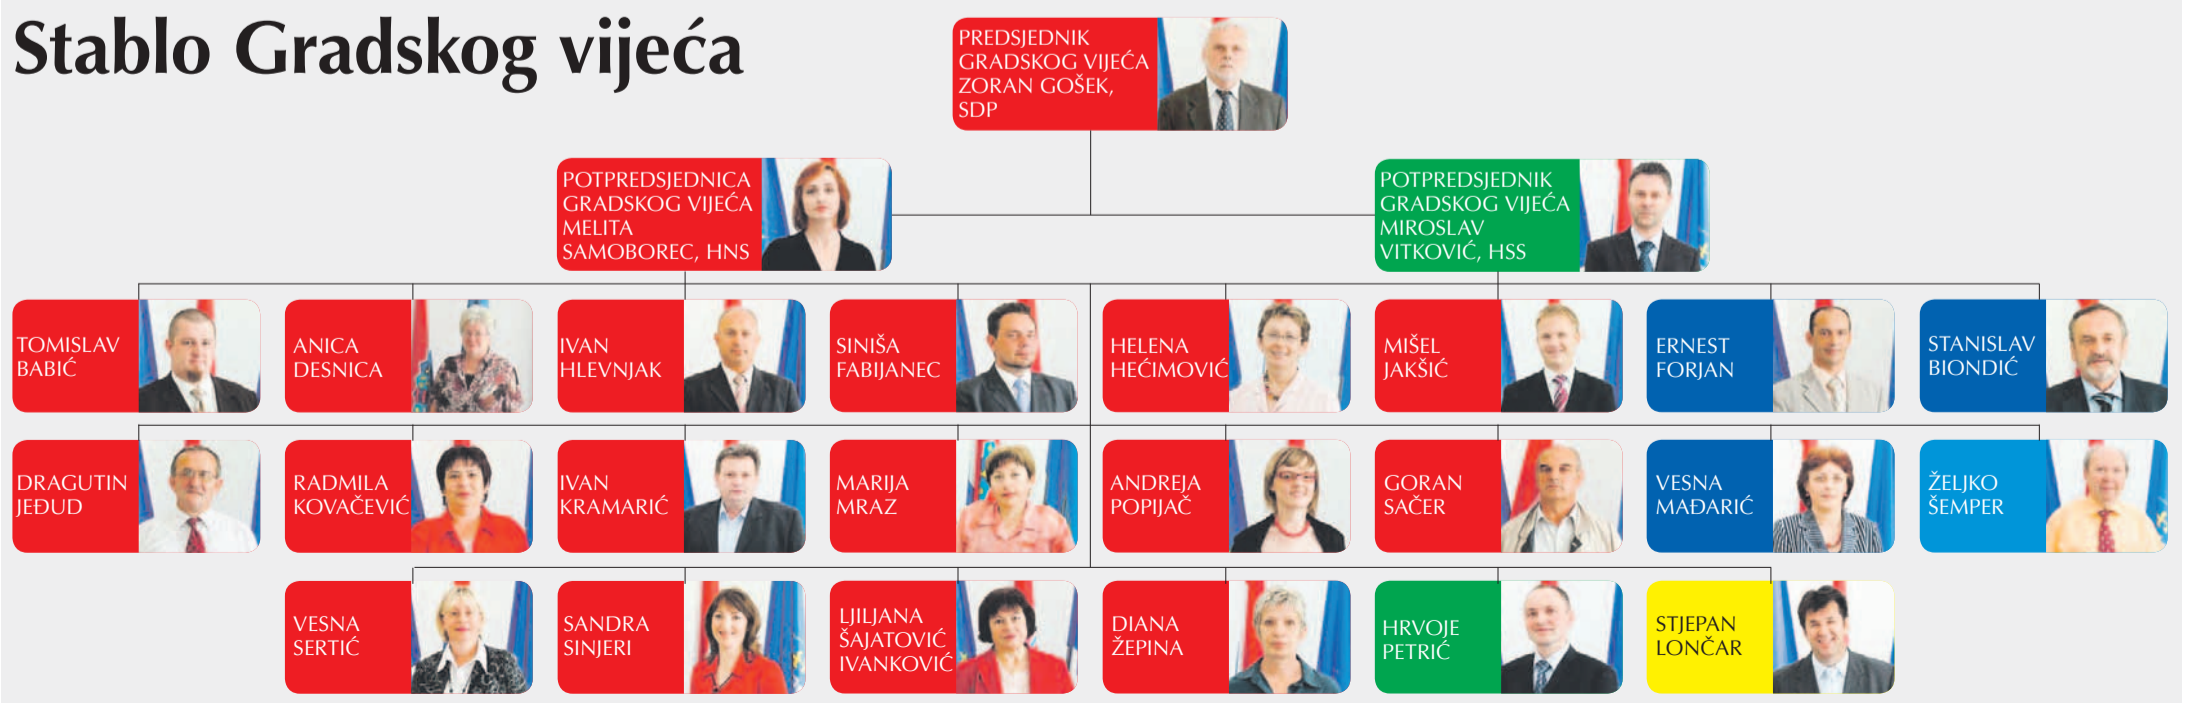 Stablo Gradskog vijeća
PREDSJEDNIK
GRADSKOG VIJEĆA
ZORAN GOŠEK,
SDP
POTPREDSJEDNICA
GRADSKOG VIJEĆA
MELITA
SAMOBOREC, HNS
POTPREDSJEDNIK
GRADSKOG VIJEĆA
MIROSLAV
VITKOVIĆ, HSS
TOMISLAV
BABIĆ
ANICA
DESNICA
IVAN
HLEVNJAK
SINIŠA
FABIJANEC
HELENA
HEĆIMOVIĆ
MIŠEL
JAKŠIĆ
ERNEST
FORJAN
STANISLAV
BIONDIĆ
DRAGUTIN
JEĐUD
RADMILA
KOVAČEVIĆ
IVAN
KRAMARIĆ
MARIJA
MRAZ
ANDREJA
POPIJAČ
GORAN
SAČER
VESNA
MAĐARIĆ
ŽELJKO
ŠEMPER
VESNA
SERTIĆ
SANDRA
SINJERI
LJILJANA
ŠAJATOVIĆ
IVANKOVIĆ
DIANA
ŽEPINA
HRVOJE
PETRIĆ
STJEPAN
LONČAR